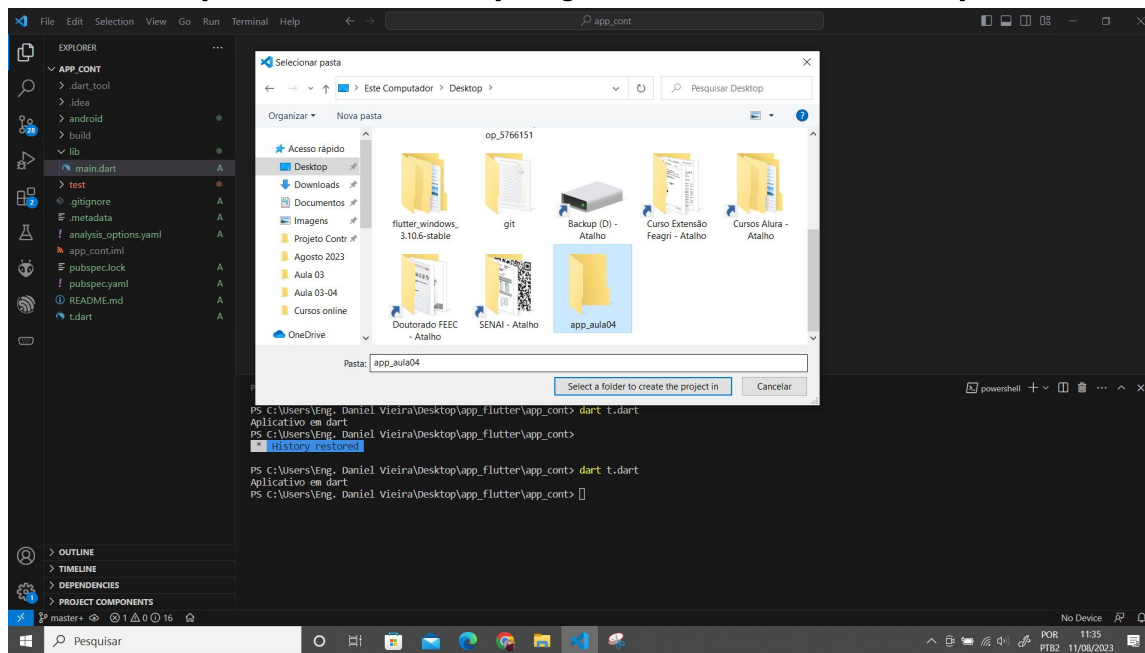 File Edit Selection View Go Run Terminal Help
app_cont
EXPLORER
APP_CONT
.dart_tool
.idea
android
build
lib
main.dart A
test
.gitignore A
.metadata A
analysis_options.yaml A
app_cont.iml
pubspec.lock A
pubspec.yaml A
README.md A
t.dart A
28
2
1
OUTLINE
TIMELINE
DEPENDENCIES
PROJECT COMPONENTS
Selecionar pasta
Este Computador > Desktop >
Pesquisar Desktop
Organizar
Nova pasta
Acesso rápido
Desktop
Downloads
Documentos
Imagens
Projeto Contr
Agosto 2023
Aula 03
Aula 03-04
Cursos online
OneDrive
op_5766151
flutter_windows_
3.10.6-stable
git
Backup (D) -
Atalho
Curso Extensão
Feagri - Atalho
Cursos Alura -
Atalho
Doutorado FEEC
- Atalho
SENAI - Atalho
app_aula04
Pasta: app_aula04
Select a folder to create the project in
Cancelar
powershell
PS C:\Users\Eng. Daniel Vieira\Desktop\app_flutter\app_cont> dart t.dart
Aplicativo em dart
PS C:\Users\Eng. Daniel Vieira\Desktop\app_flutter\app_cont>
* History restored
PS C:\Users\Eng. Daniel Vieira\Desktop\app_flutter\app_cont> dart t.dart
Aplicativo em dart
PS C:\Users\Eng. Daniel Vieira\Desktop\app_flutter\app_cont>
master+ 1 0 16
No Device
Pesquisar
POR 11:35
PTB2 11/08/2023